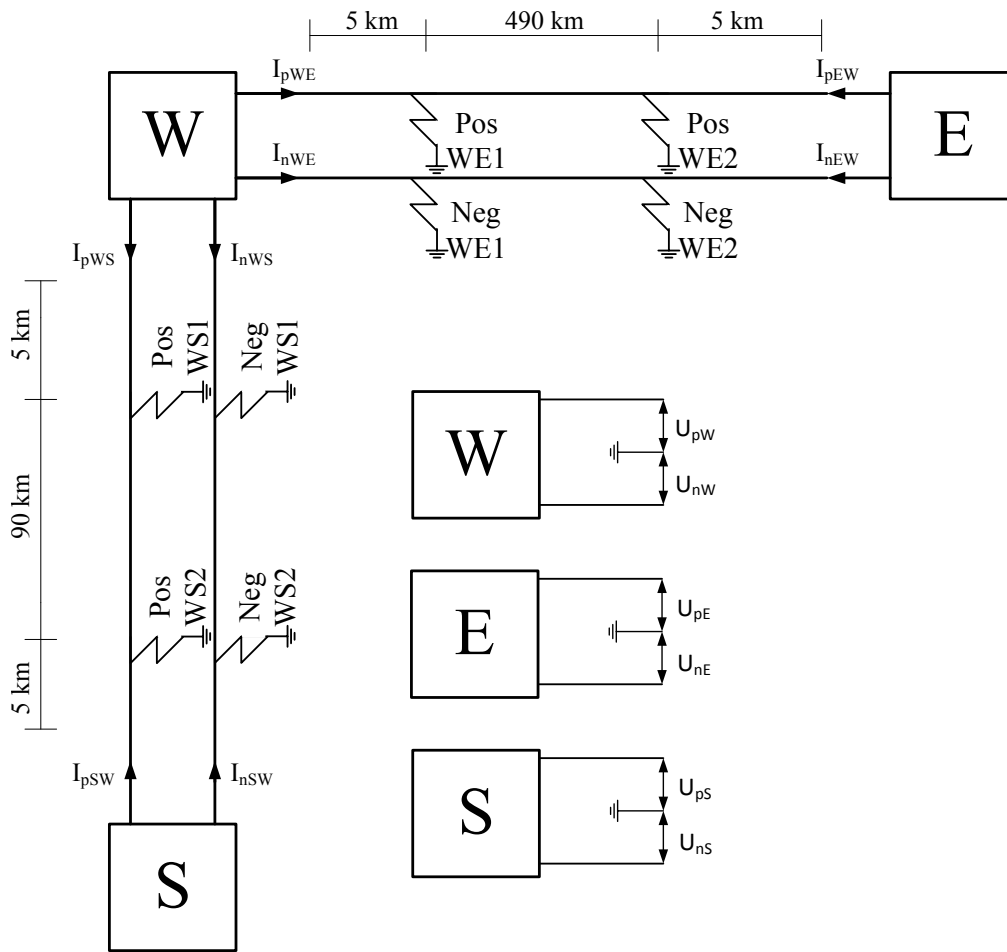 5 km 490 km 5 km
I_pWE I_pEW
W E
Pos WE1
Pos WE2
I_nWE I_nEW
Neg WE1
Neg WE2
I_pWS I_nWS
5 km
Pos WS1
Neg WS1
90 km
Pos WS2
Neg WS2
5 km
I_pSW I_nSW
S
W
U_pW
U_nW
E
U_pE
U_nE
S
U_pS
U_nS